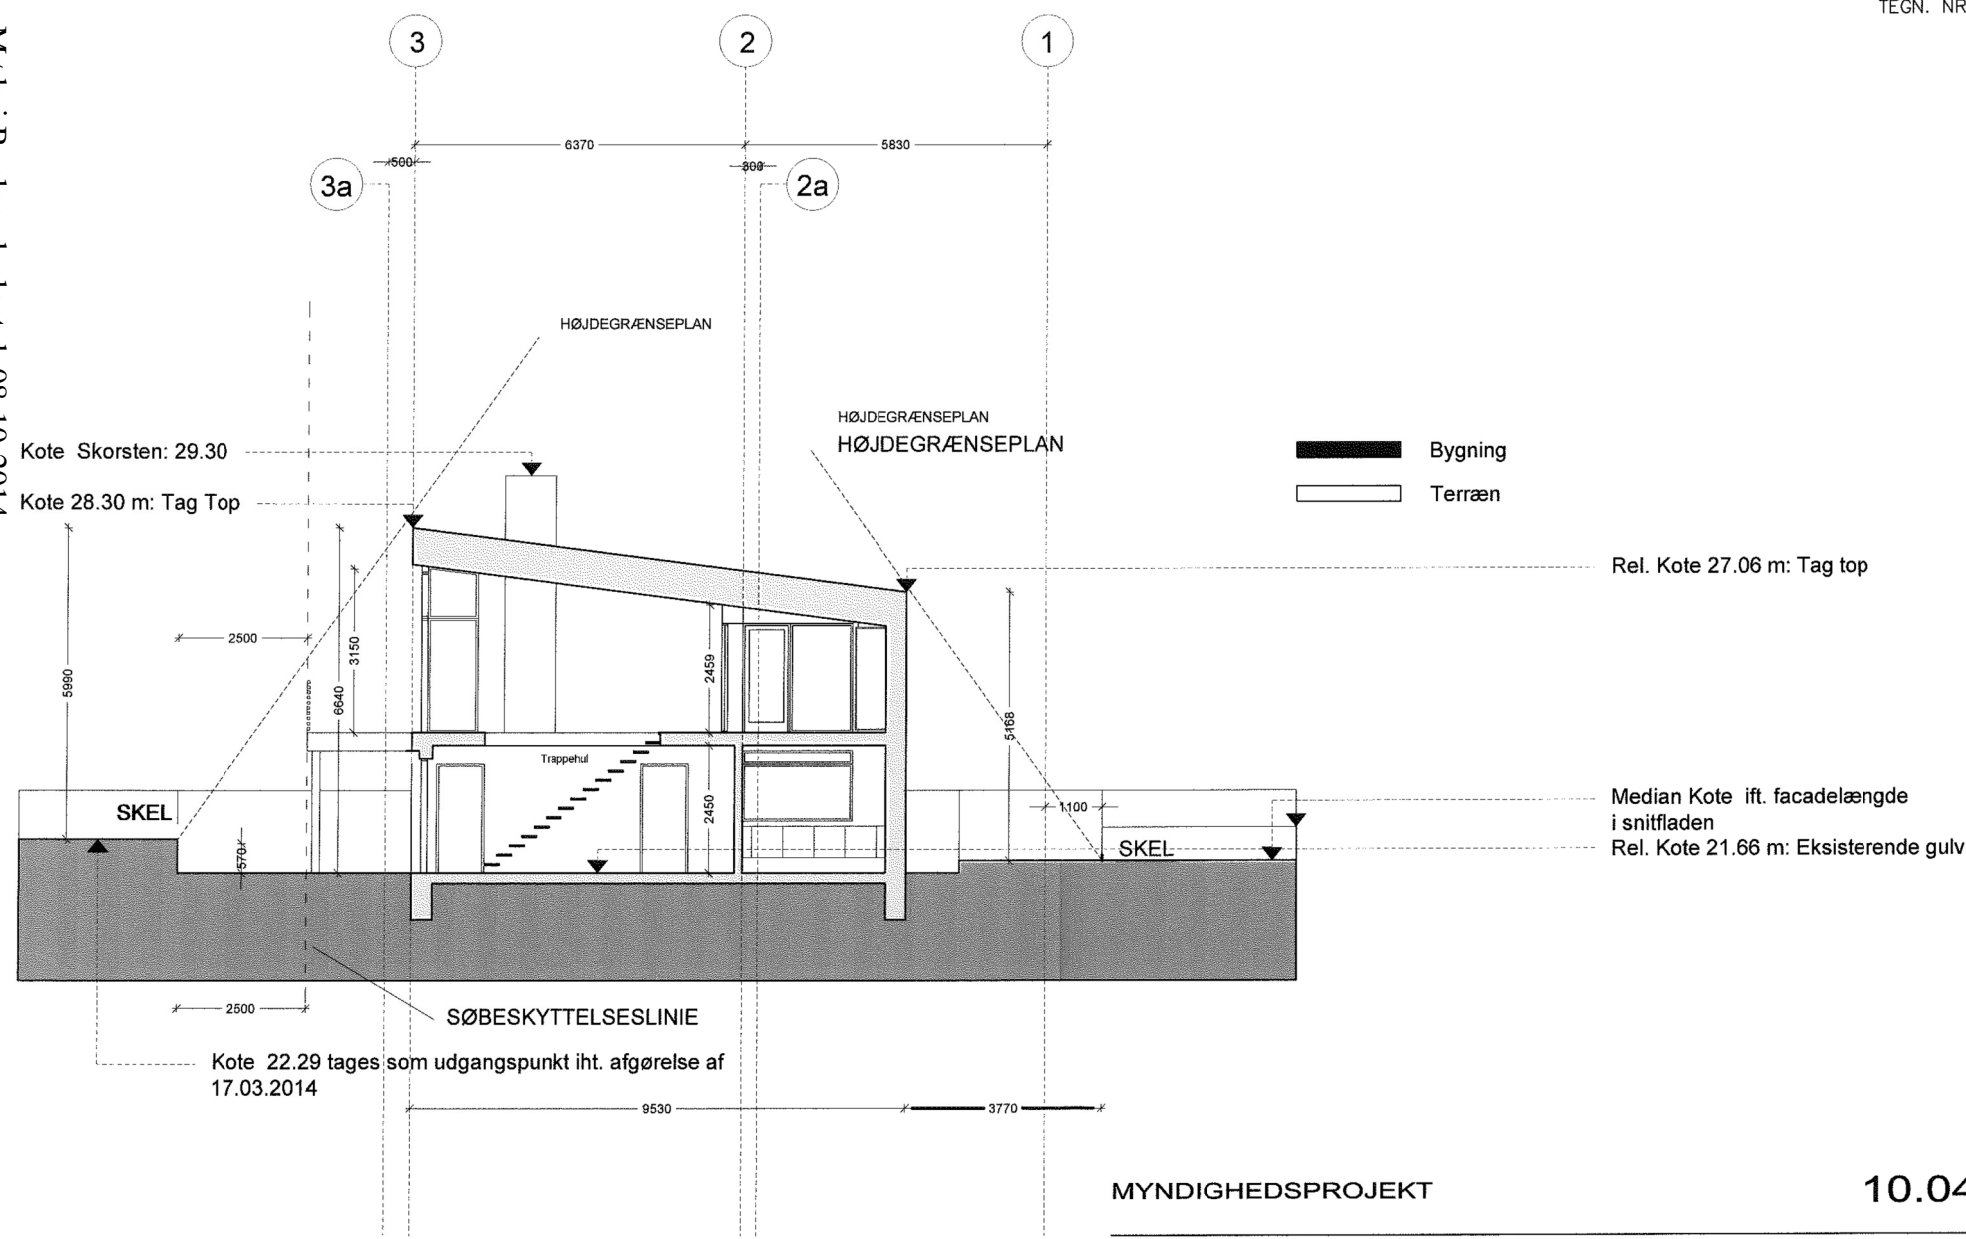 TEGN. NR
3
2
1
6370
5830
500
300
3a
2a
HØJDEGRÆNSEPLAN
HØJDEGRÆNSEPLAN
HØJDEGRÆNSEPLAN
Kote Skorsten: 29.30
Bygning
Kote 28.30 m: Tag Top
Terræn
Rel. Kote 27.06 m: Tag top
2500
5990
3150
6640
2459
5168
Trappehul
2450
SKEL
570
1100
SKEL
Median Kote ift. facadelængde
i snitfladen
Rel. Kote 21.66 m: Eksisterende gulv
2500
SØBESKYTTELSESLINIE
Kote 22.29 tages som udgangspunkt iht. afgørelse af
17.03.2014
9530
3770
MYNDIGHEDSPROJEKT
10.04